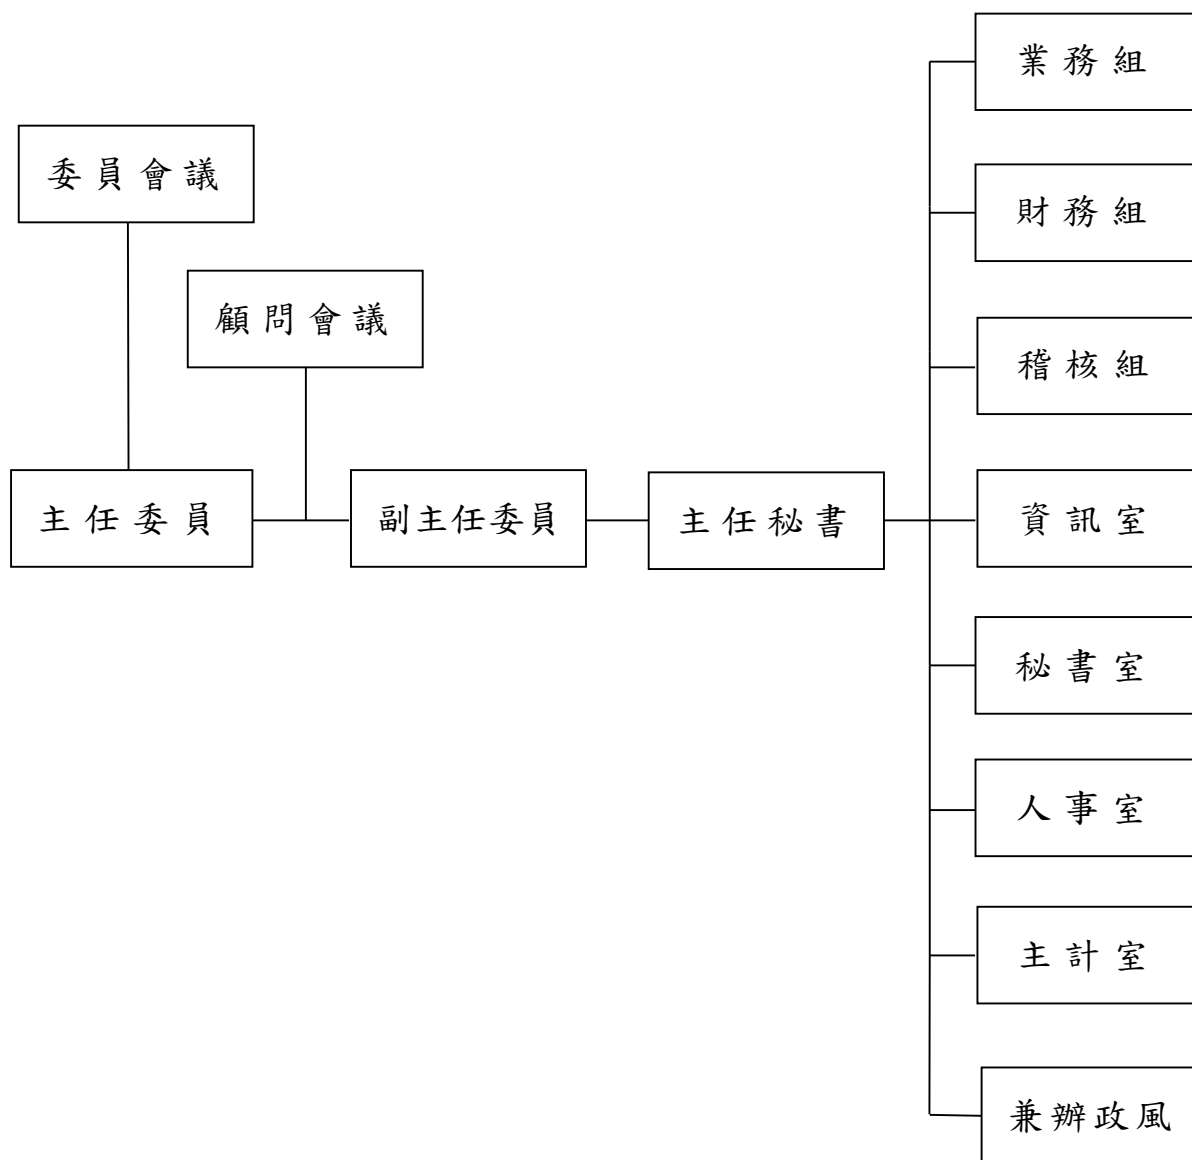 委員會議
顧問會議
主任委員
副主任委員
主任秘書
業務組
財務組
稽核組
資訊室
秘書室
人事室
主計室
兼辦政風